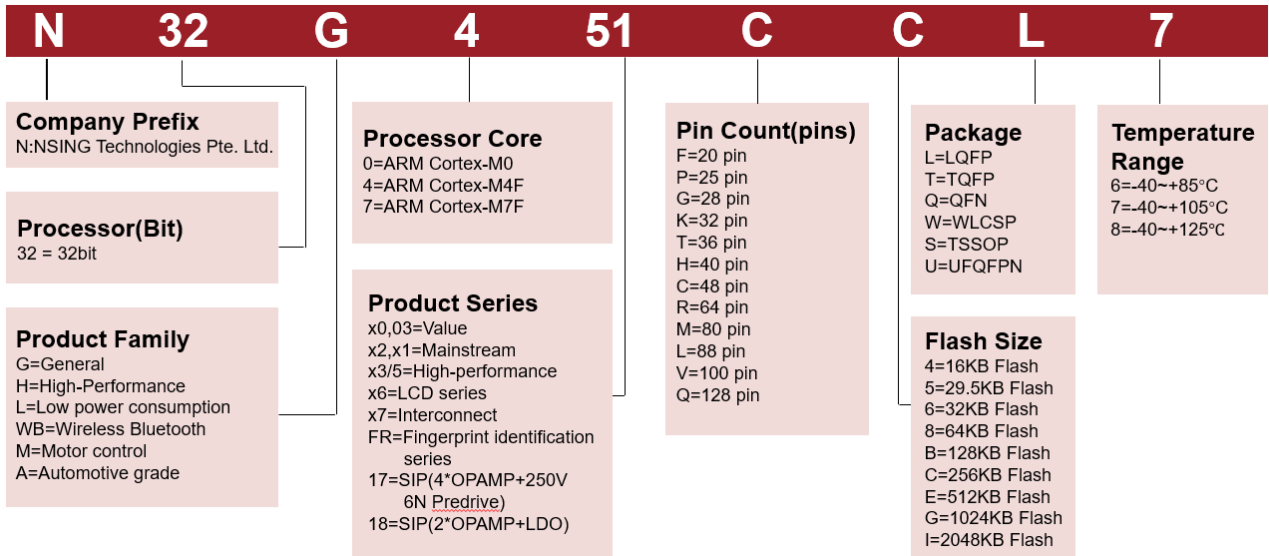 N 32 G 4 51 C C L 7
Company Prefix
N:NSING Technologies Pte. Ltd.
Processor(Bit)
32 = 32bit
Product Family
G=General
H=High-Performance
L=Low power consumption
WB=Wireless Bluetooth
M=Motor control
A=Automotive grade
Processor Core
0=ARM Cortex-M0
4=ARM Cortex-M4F
7=ARM Cortex-M7F
Product Series
x0,03=Value
x2,x1=Mainstream
x3/5=High-performance
x6=LCD series
x7=Interconnect
FR=Fingerprint identification
series
17=SIP(4*OPAMP+250V
6N Predrive)
18=SIP(2*OPAMP+LDO)
Pin Count(pins)
F=20 pin
P=25 pin
G=28 pin
K=32 pin
T=36 pin
H=40 pin
C=48 pin
R=64 pin
M=80 pin
L=88 pin
V=100 pin
Q=128 pin
Package
L=LQFP
T=TQFP
Q=QFN
W=WLCSP
S=TSSOP
U=UFQFPN
Flash Size
4=16KB Flash
5=29.5KB Flash
6=32KB Flash
8=64KB Flash
B=128KB Flash
C=256KB Flash
E=512KB Flash
G=1024KB Flash
I=2048KB Flash
Temperature
Range
6=-40~+85°C
7=-40~+105°C
8=-40~+125℃